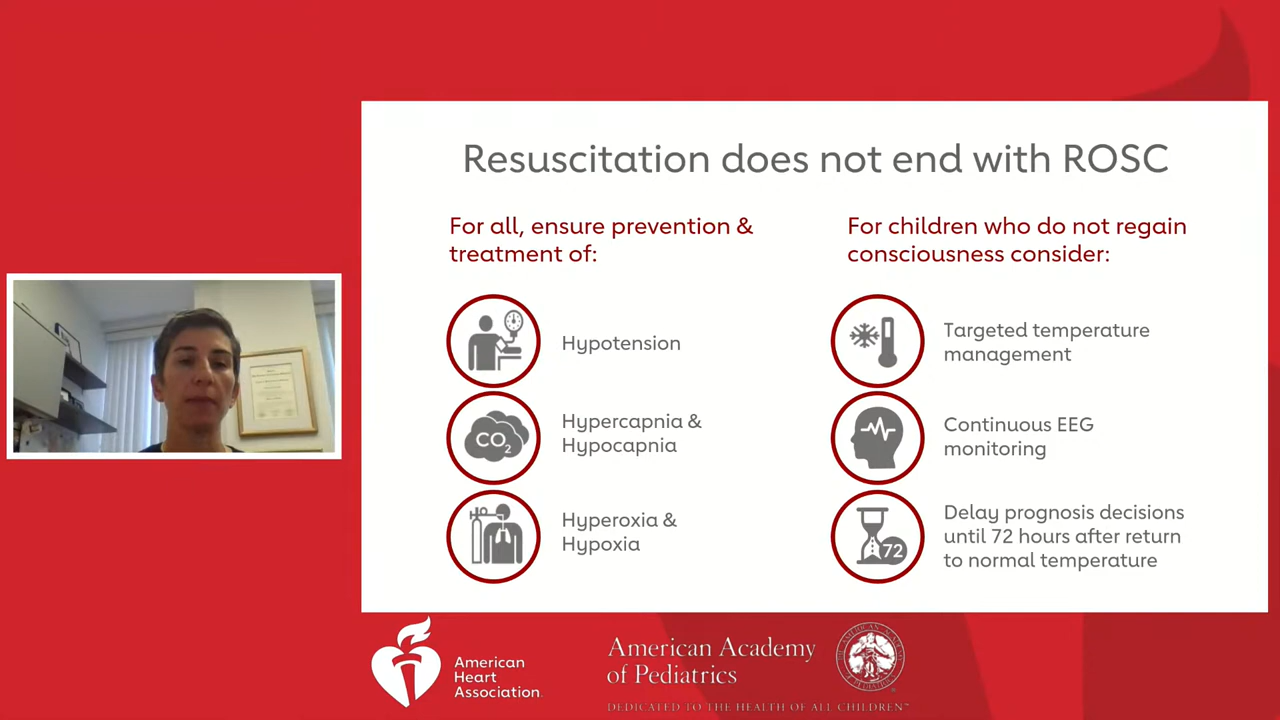 Resuscitation does not end with ROSC
For all, ensure prevention &
treatment of:
Hypotension
CO2
Hypercapnia &
Hypocapnia
Hyperoxia &
Hypoxia
For children who do not regain
consciousness consider:
Targeted temperature
management
Continuous EEG
monitoring
72
Delay prognosis decisions
until 72 hours after return
to normal temperature
American
Heart
Association.
American Academy
of Pediatrics
DEDICATED TO THE HEALTH OF ALL CHILDREN™